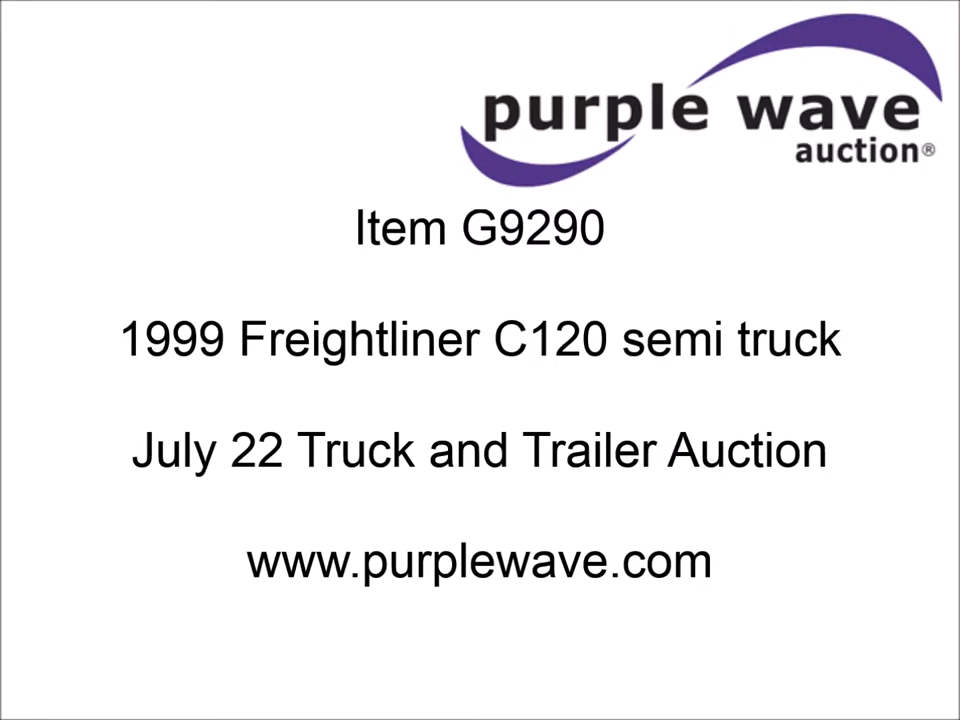 purple wave
auction®
Item G9290
1999 Freightliner C120 semi truck
July 22 Truck and Trailer Auction
www.purplewave.com